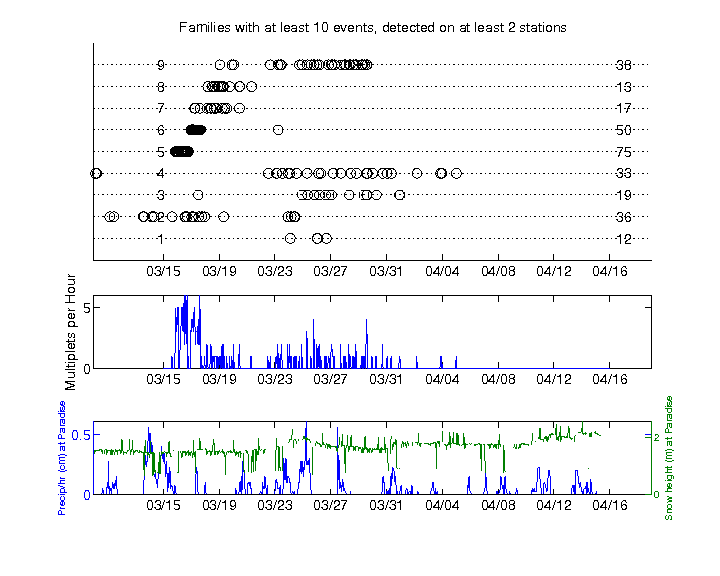 Families with at least 10 events, detected on at least 2 stations
9 38
8 13
7 17
6 50
5 75
4 33
3 19
2 36
1 12
03/15 03/19 03/23 03/27 03/31 04/04 04/08 04/12 04/16
Multiplets per Hour
5
0
03/15 03/19 03/23 03/27 03/31 04/04 04/08 04/12 04/16
Precip/hr (cm) at Paradise
0.5
0
2
0
Snow height (m) at Paradise
03/15 03/19 03/23 03/27 03/31 04/04 04/08 04/12 04/16